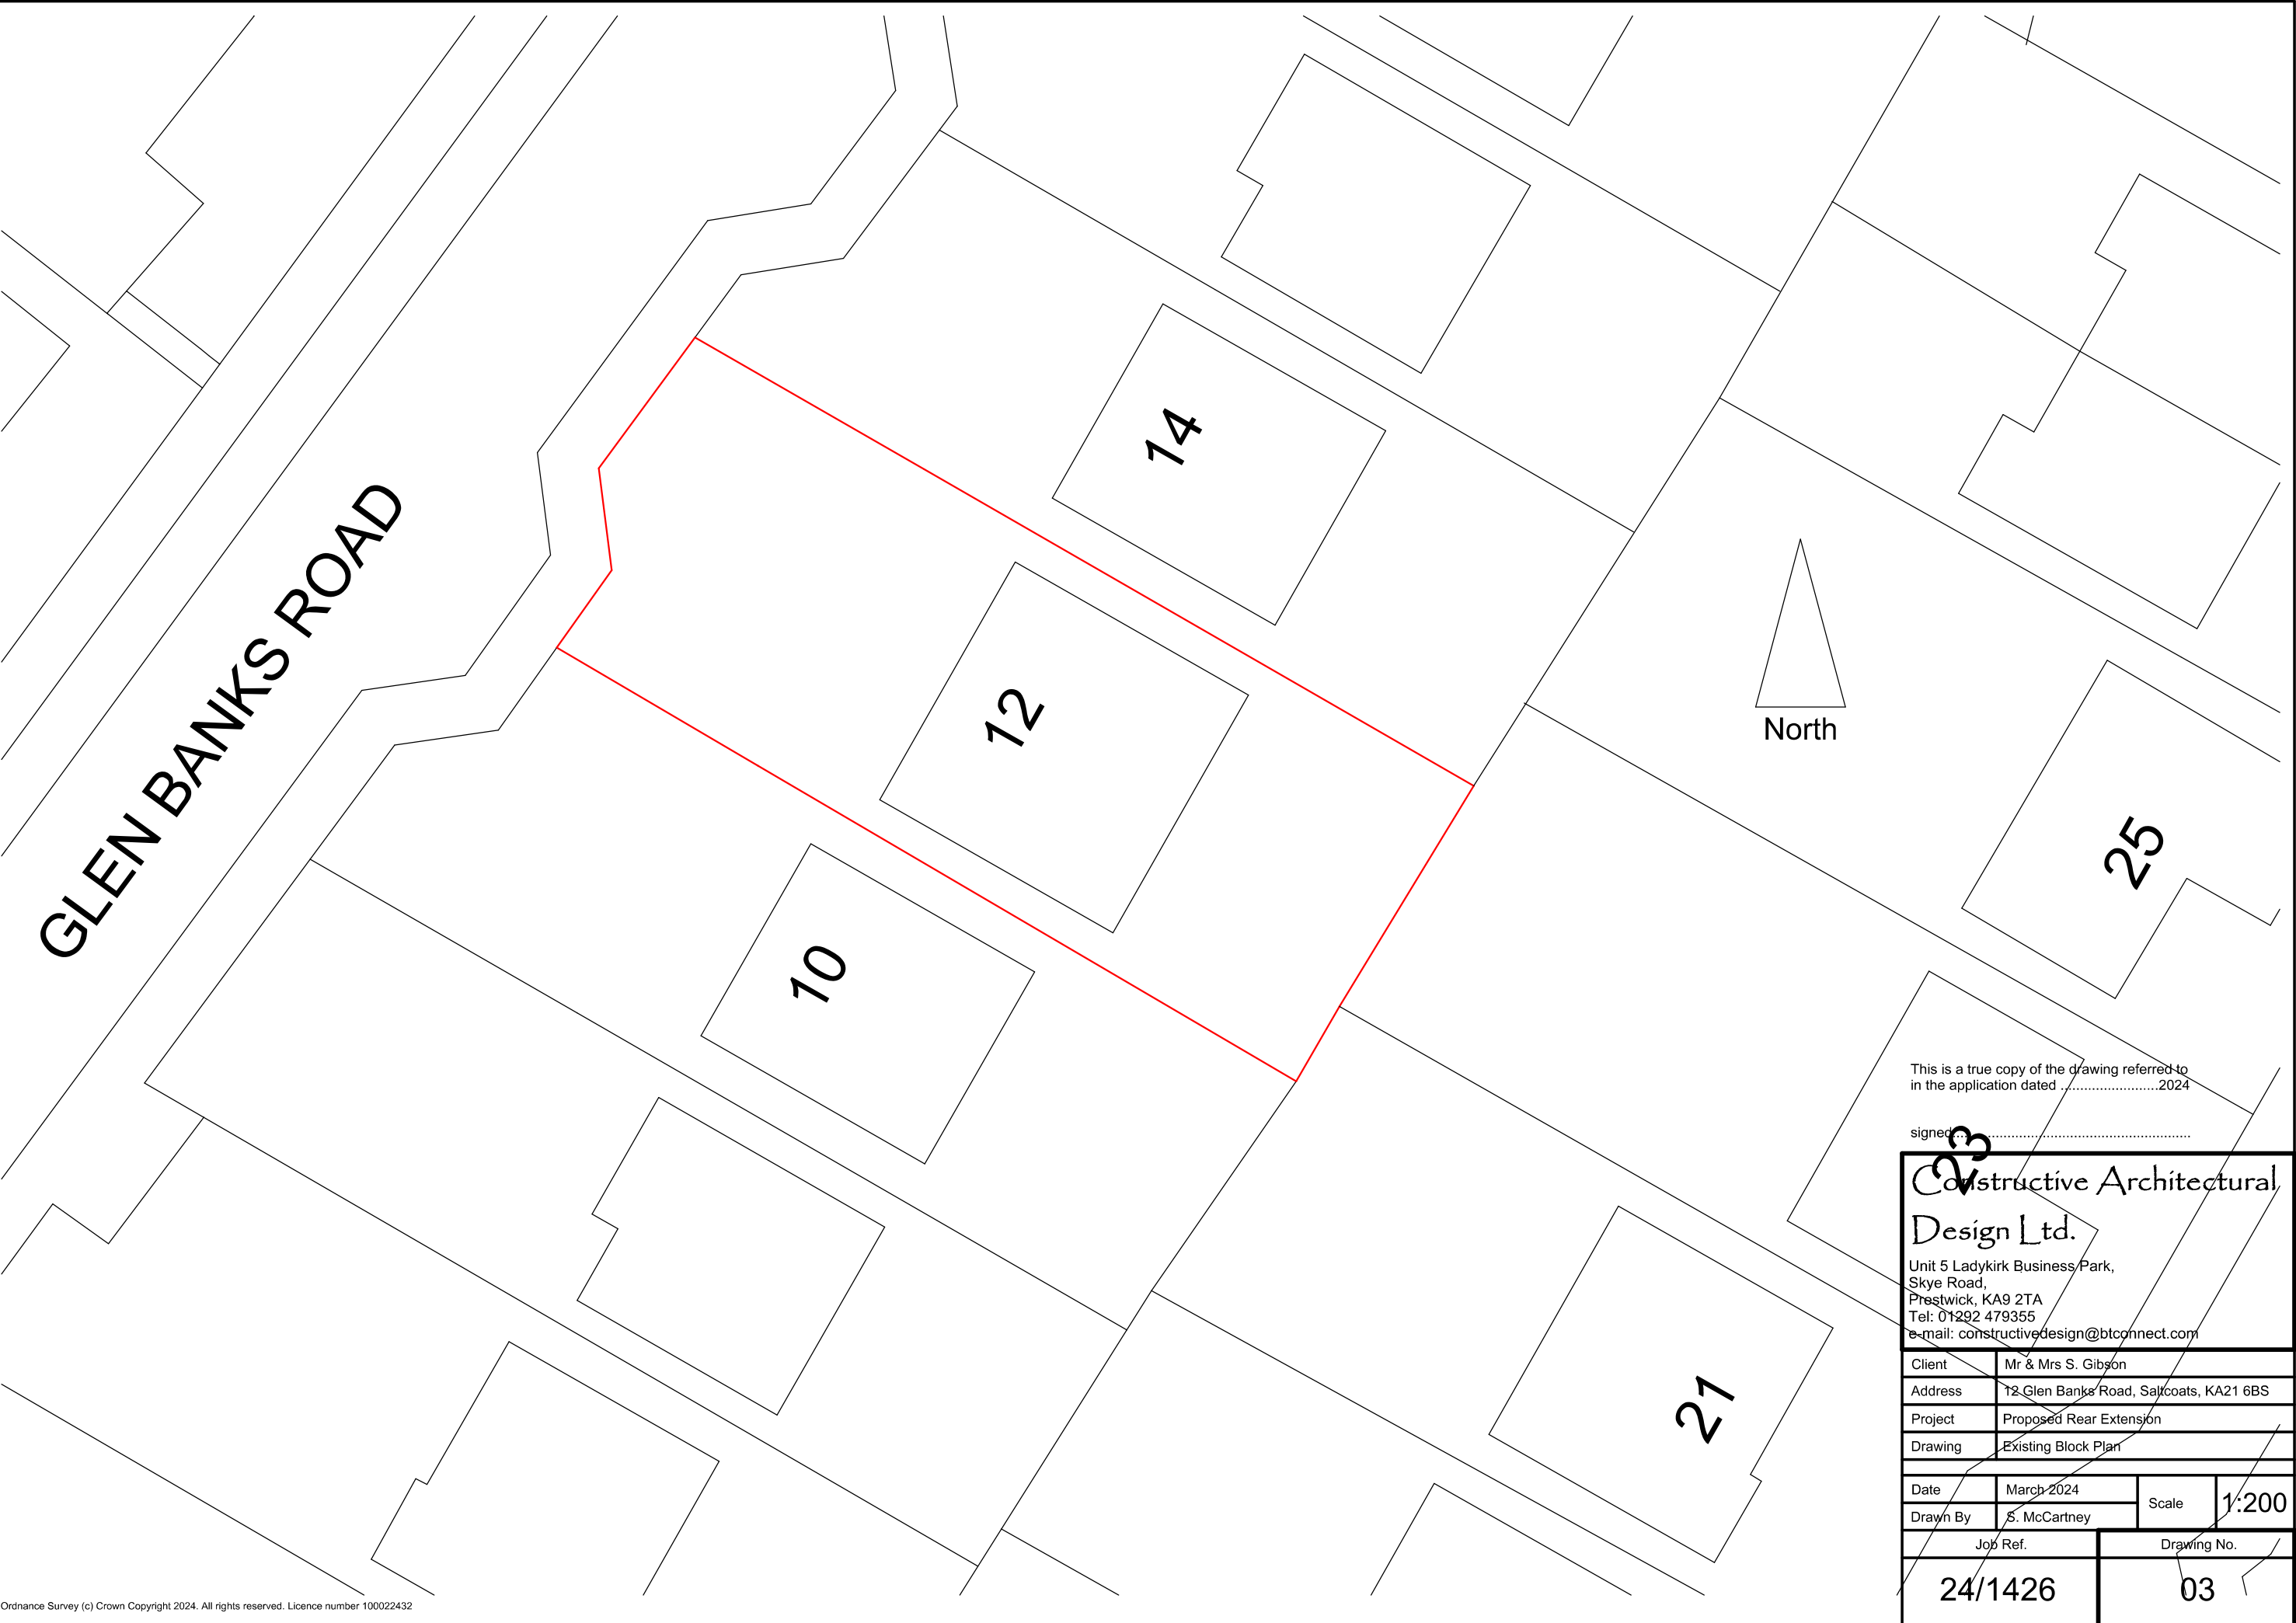 GLEN BANKS ROAD
14
12
10
North
25
23
21
This is a true copy of the drawing referred to
in the application dated .........................2024
signed.............................................................
Constructive Architectural
Design Ltd.
Unit 5 Ladykirk Business Park,
Skye Road,
Prestwick, KA9 2TA
Tel: 01292 479355
e-mail: constructivedesign@btconnect.com
Client Mr & Mrs S. Gibson
Address 12 Glen Banks Road, Saltcoats, KA21 6BS
Project Proposed Rear Extension
Drawing Existing Block Plan
Date March 2024
Scale 1:200
Drawn By S. McCartney
Job Ref. Drawing No.
24/1426 03
Ordnance Survey (c) Crown Copyright 2024. All rights reserved. Licence number 100022432